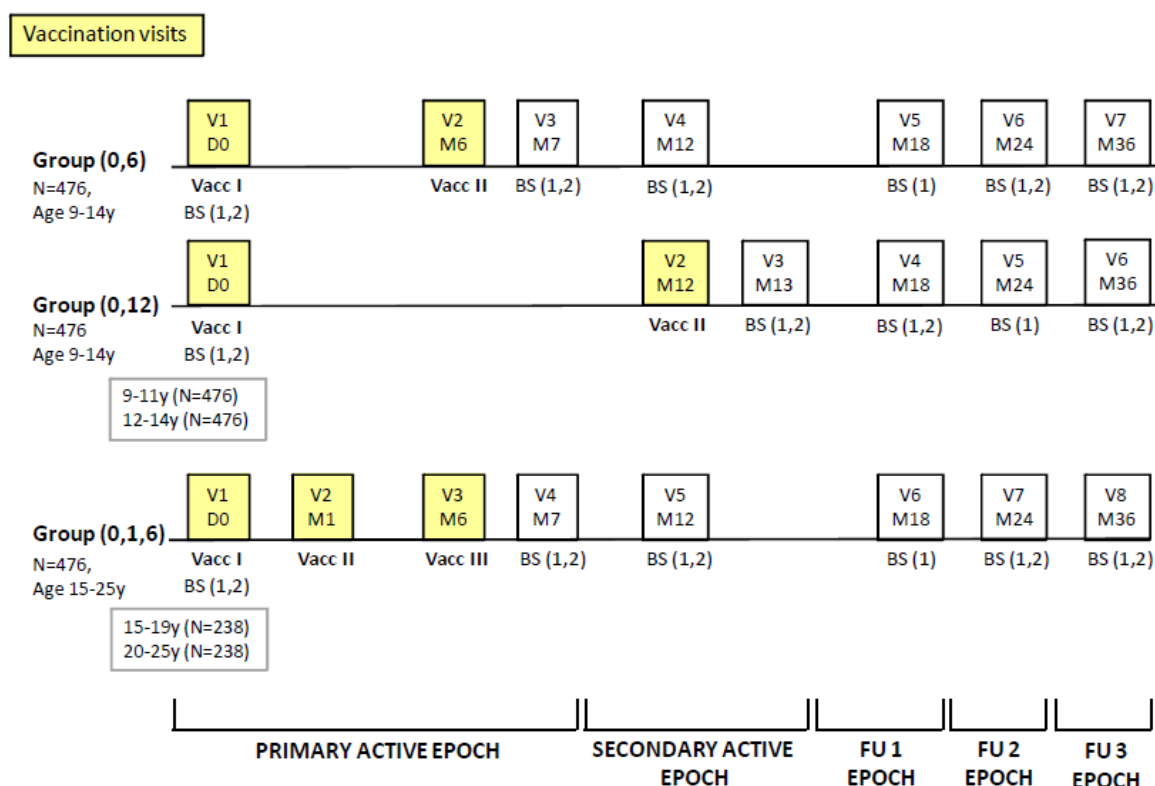 Vaccination visits
V1
D0
V2
M6
V3
M7
V4
M12
V5
M18
V6
M24
V7
M36
Group (0,6)
N=476,
Age 9-14y
Vacc I
BS (1,2)
Vacc II
BS (1,2)
BS (1,2)
BS (1)
BS (1,2)
BS (1,2)
V1
D0
V2
M12
V3
M13
V4
M18
V5
M24
V6
M36
Group (0,12)
N=476
Age 9-14y
Vacc I
BS (1,2)
Vacc II
BS (1,2)
BS (1,2)
BS (1)
BS (1,2)
9-11y (N=476)
12-14y (N=476)
V1
D0
V2
M1
V3
M6
V4
M7
V5
M12
V6
M18
V7
M24
V8
M36
Group (0,1,6)
N=476,
Age 15-25y
Vacc I
BS (1,2)
Vacc II
Vacc III
BS (1,2)
BS (1,2)
BS (1)
BS (1,2)
BS (1,2)
15-19y (N=238)
20-25y (N=238)
PRIMARY ACTIVE EPOCH
SECONDARY ACTIVE
EPOCH
FU 1
EPOCH
FU 2
EPOCH
FU 3
EPOCH